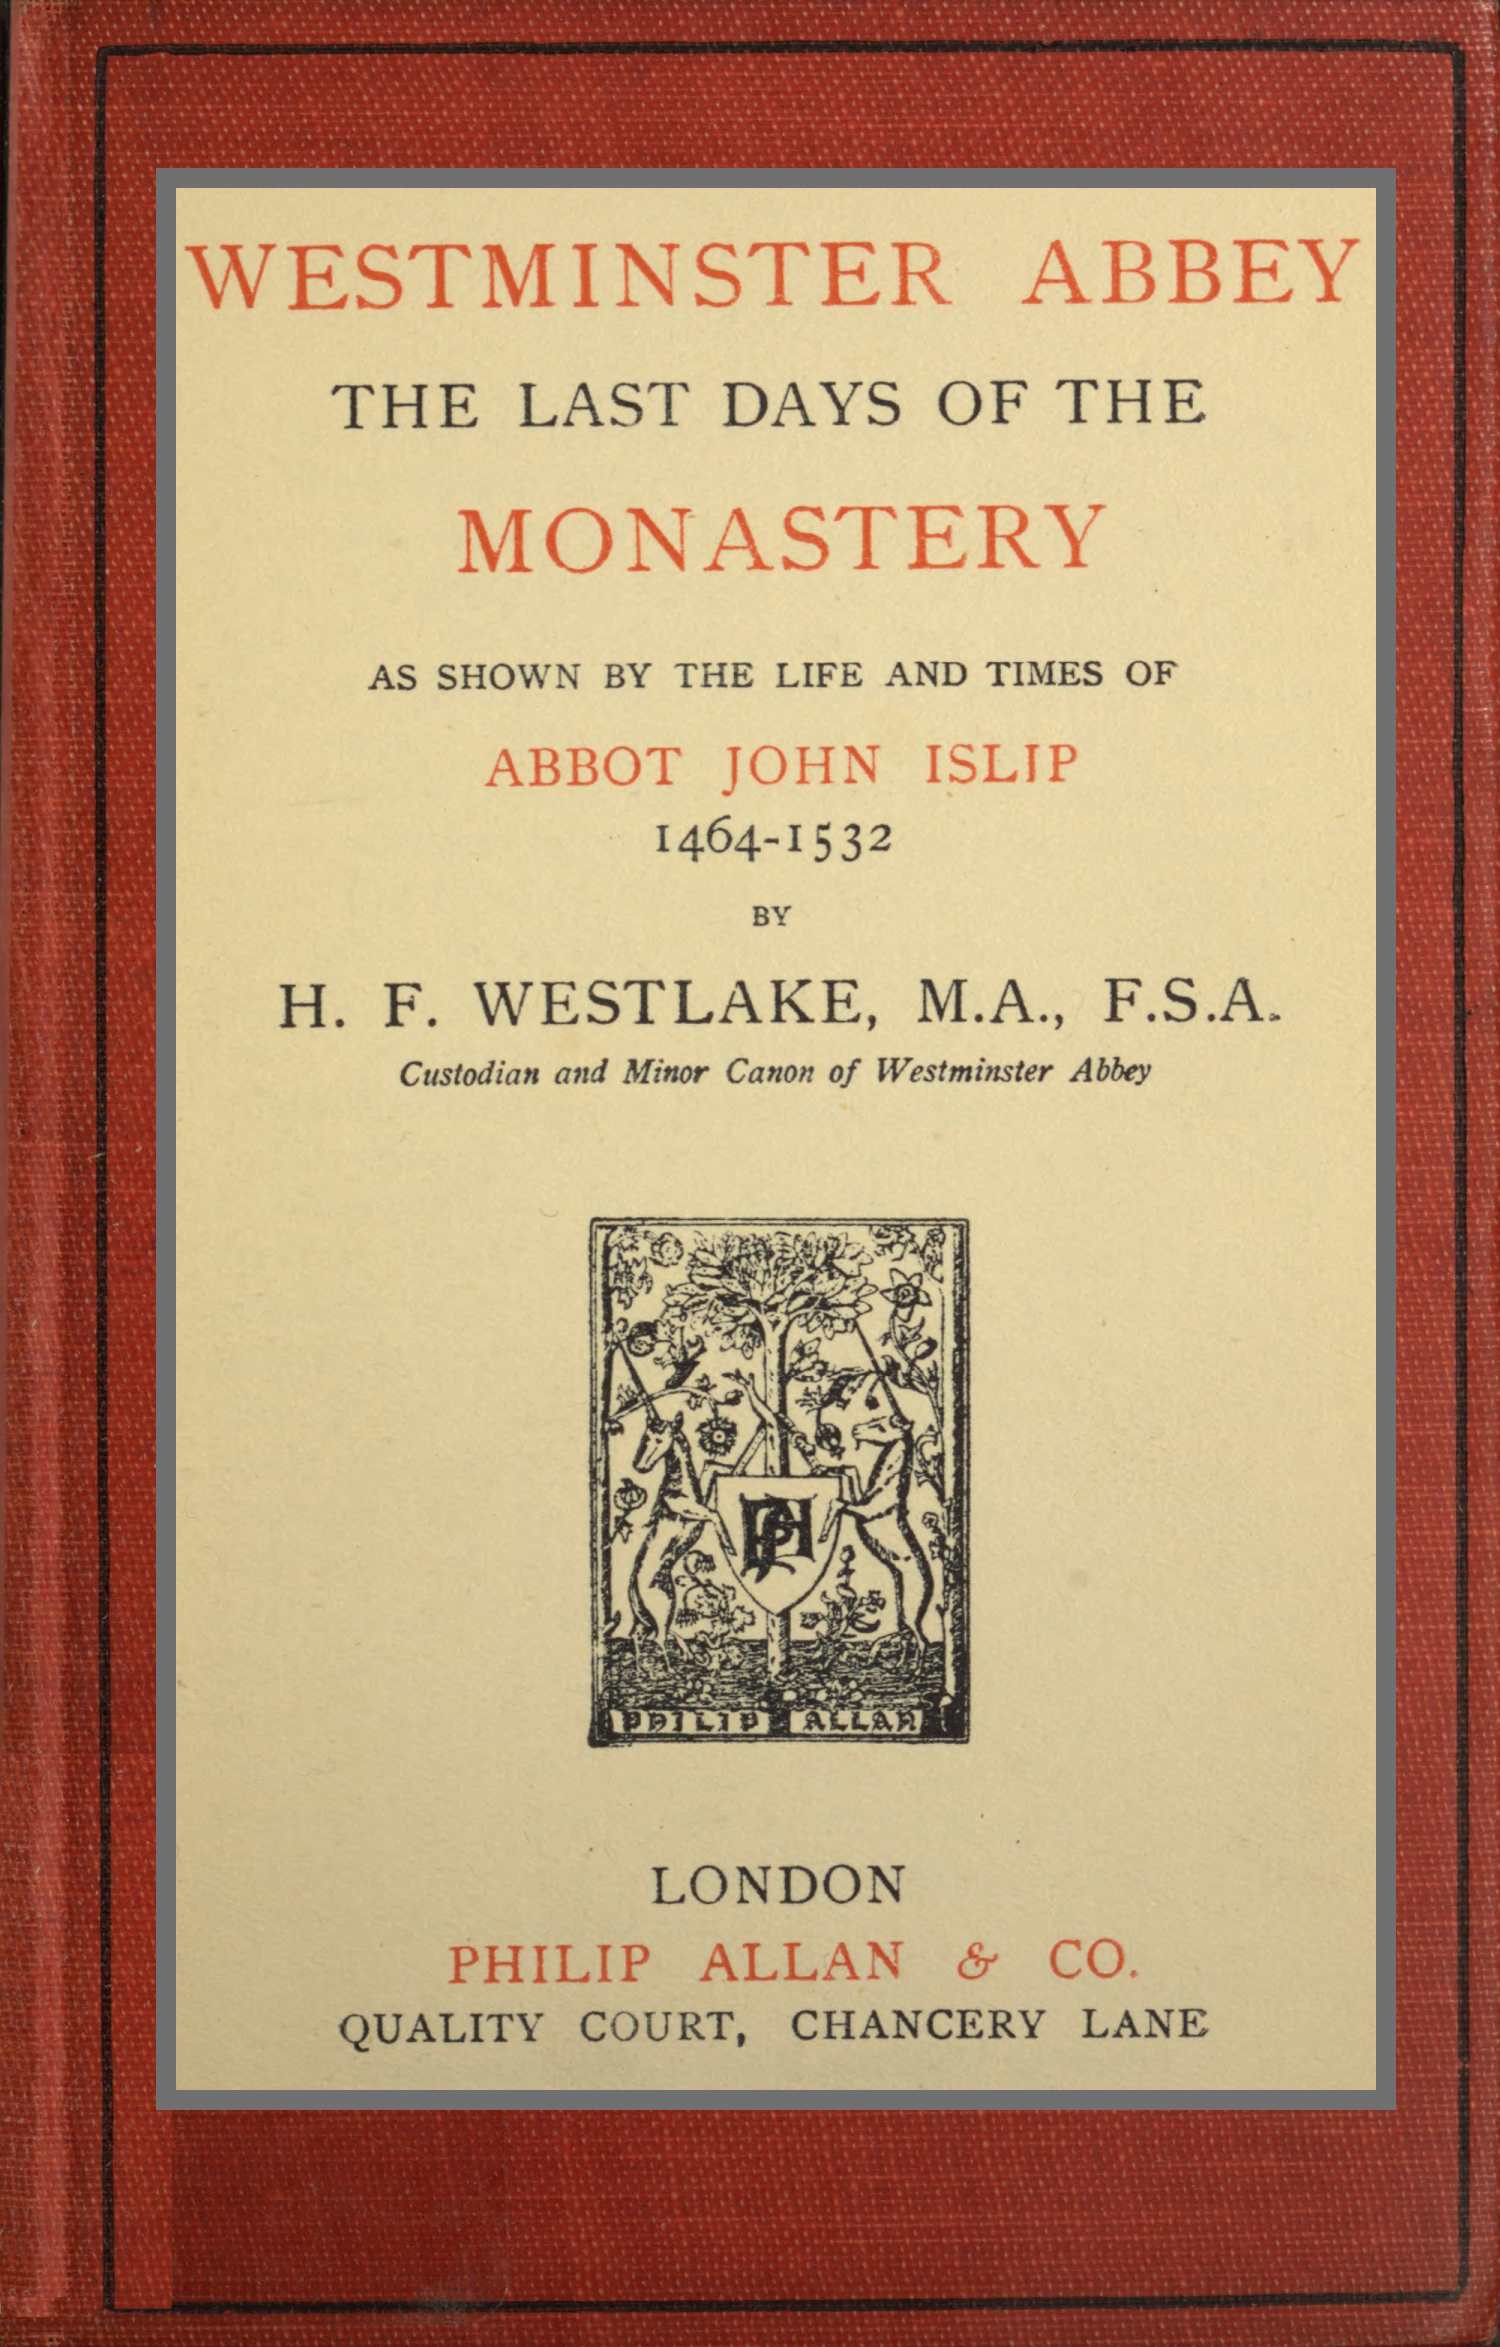 WESTMINSTER ABBEY
THE LAST DAYS OF THE
MONASTERY
AS SHOWN BY THE LIFE AND TIMES OF
ABBOT JOHN ISLIP
1464-1532
BY
H. F. WESTLAKE, M.A., F.S.A.
Custodian and Minor Canon of Westminster Abbey
PHILIP ALLAN
LONDON
PHILIP ALLAN & CO.
QUALITY COURT, CHANCERY LANE